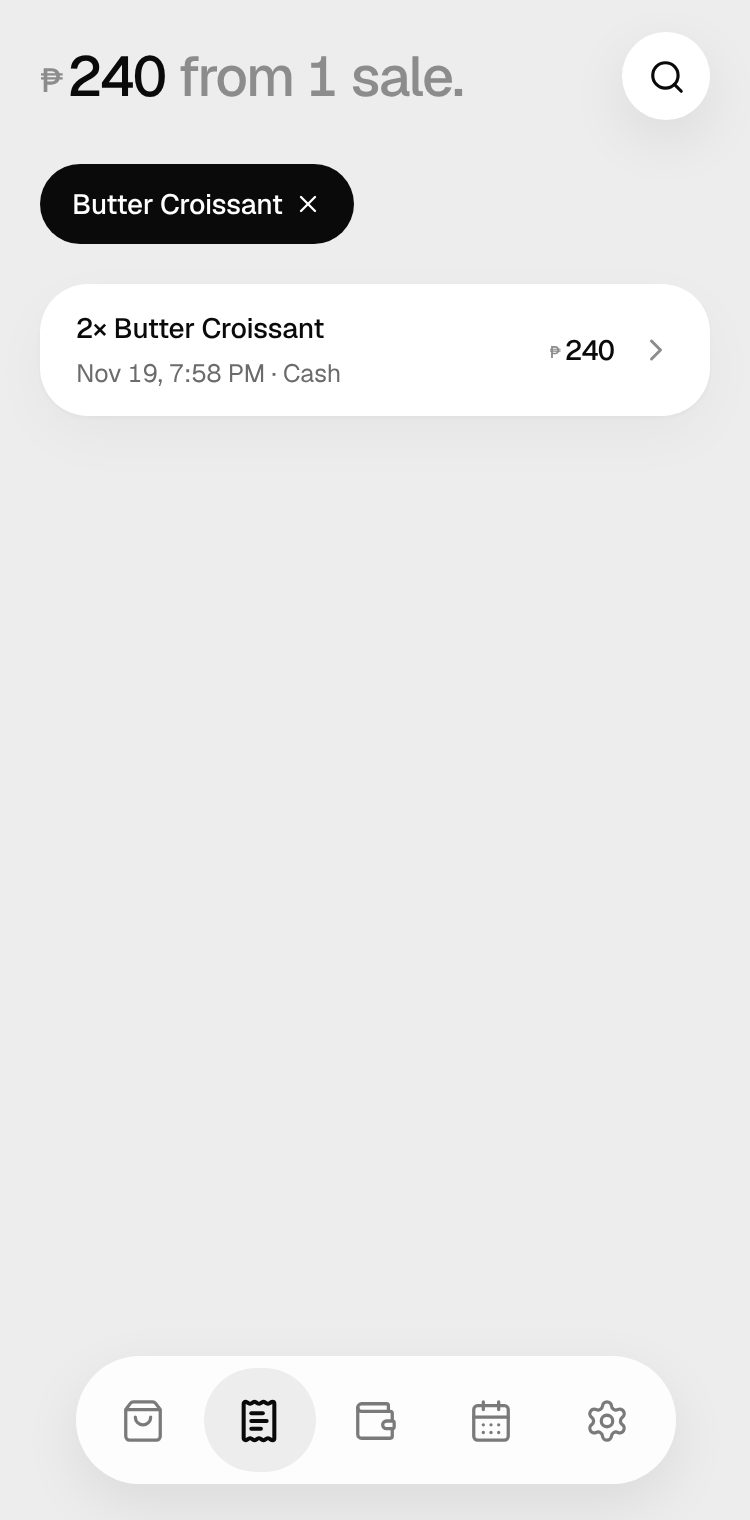 ₱240 from 1 sale.
Butter Croissant ×
2× Butter Croissant
Nov 19, 7:58 PM · Cash
₱240